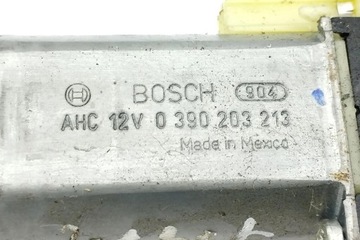 BOSCH 904
AHC 12V 0 390 203 213
Made in Mexico